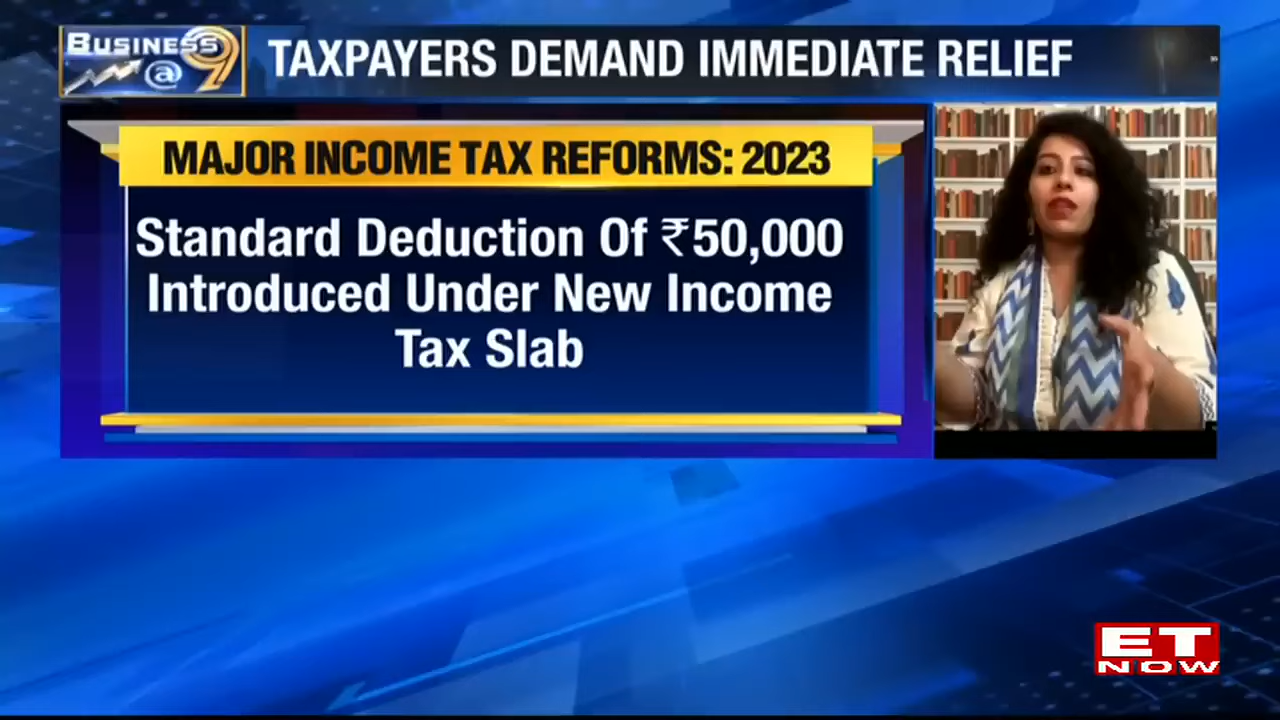 BUSINESS
@9
TAXPAYERS DEMAND IMMEDIATE RELIEF
MAJOR INCOME TAX REFORMS: 2023
Standard Deduction Of ₹50,000
Introduced Under New Income
Tax Slab
ET
NOW